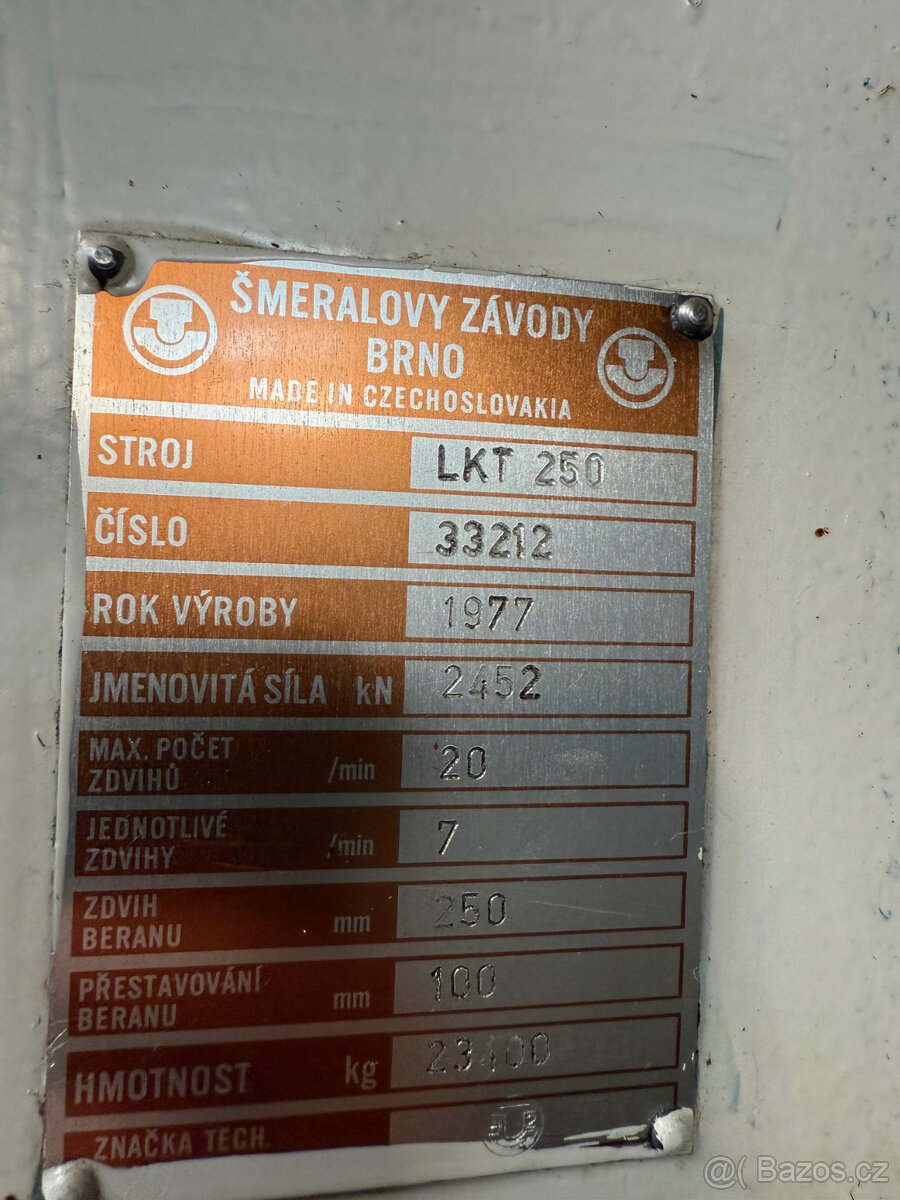 ŠMERALOVY ZÁVODY
BRNO
MADE IN CZECHOSLOVAKIA
STROJ LKT 250
ČÍSLO 33212
ROK VÝROBY 1977
JMENOVITÁ SÍLA kN 2452
MAX. POČET
ZDVIHŮ /min 20
JEDNOTLIVÉ
ZDVIHY /min 7
ZDVIH
BERANU mm 250
PŘESTAVOVÁNÍ
BERANU mm 100
HMOTNOST kg 23400
ZNAČKA TECH.
@( Bazos.cz